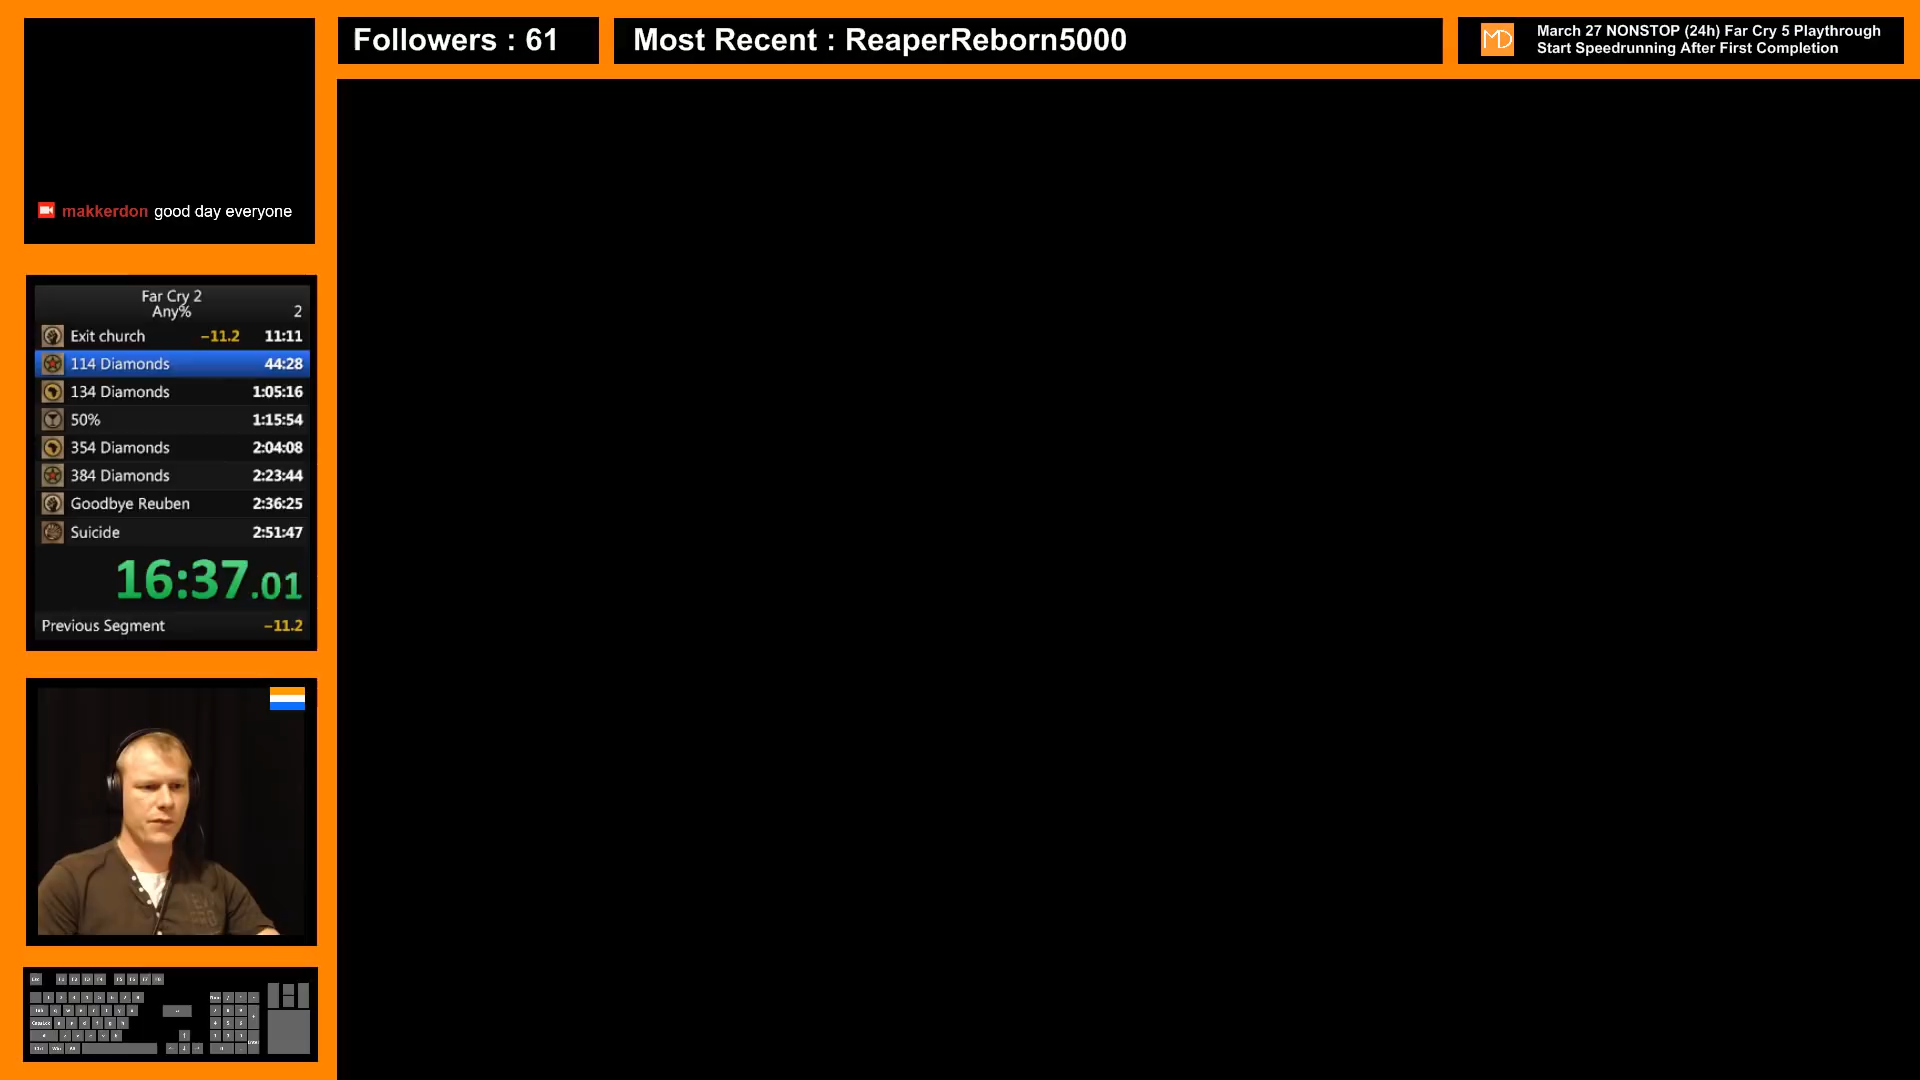 Followers : 61
Most Recent : ReaperReborn5000
MD
March 27 NONSTOP (24h) Far Cry 5 Playthrough
Start Speedrunning After First Completion
makkerdon good day everyone
Far Cry 2
Any%
2
Exit church −11.2 11:11
114 Diamonds 44:28
134 Diamonds 1:05:16
50% 1:15:54
354 Diamonds 2:04:08
384 Diamonds 2:23:44
Goodbye Reuben 2:36:25
Suicide 2:51:47
16:37.01
Previous Segment −11.2